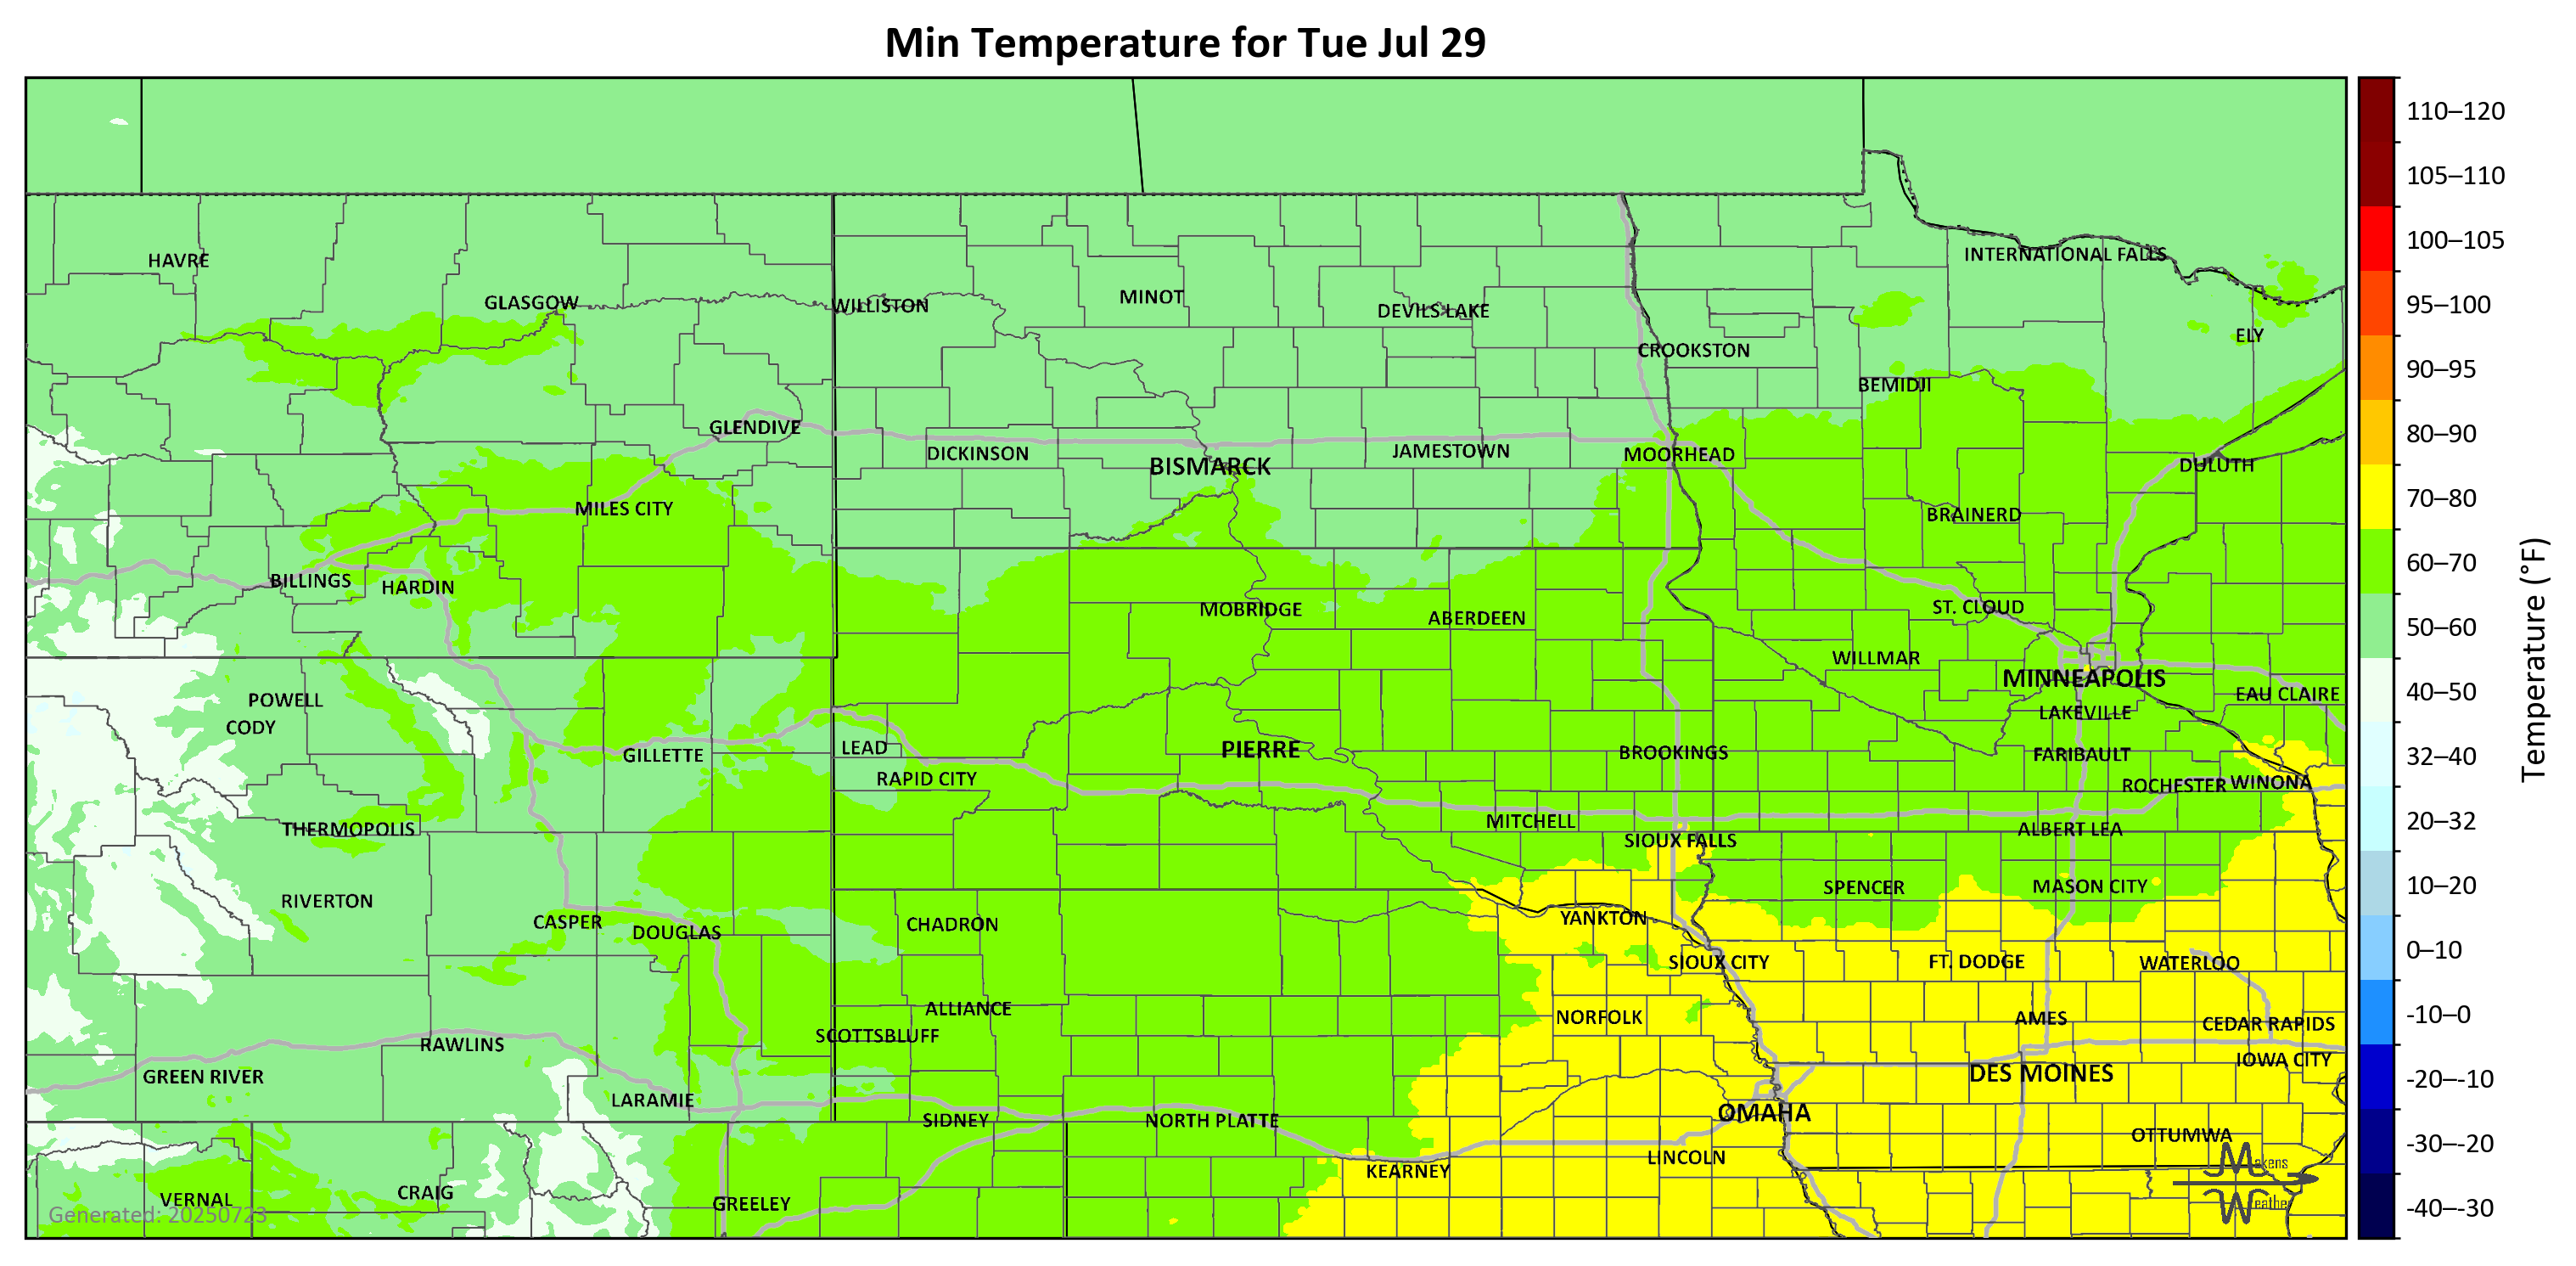 Min Temperature for Tue Jul 29
HAVRE
INTERNATIONAL FALLS
GLASGOW
WILLISTON
MINOT
DEVILS LAKE
ELY
CROOKSTON
BEMIDJI
GLENDIVE
DICKINSON
BISMARCK
JAMESTOWN
MOORHEAD
DULUTH
MILES CITY
BRAINERD
BILLINGS
HARDIN
MOBRIDGE
ABERDEEN
ST. CLOUD
WILLMAR
MINNEAPOLIS
EAU CLAIRE
POWELL
CODY
LAKEVILLE
GILLETTE
LEAD
PIERRE
BROOKINGS
FARIBAULT
RAPID CITY
ROCHESTER
WINONA
THERMOPOLIS
MITCHELL
ALBERT LEA
SIOUX FALLS
SPENCER
MASON CITY
RIVERTON
CASPER
DOUGLAS
CHADRON
YANKTON
SIOUX CITY
FT. DODGE
WATERLOO
ALLIANCE
NORFOLK
AMES
CEDAR RAPIDS
SCOTTSBLUFF
RAWLINS
IOWA CITY
GREEN RIVER
DES MOINES
LARAMIE
SIDNEY
NORTH PLATTE
OMAHA
OTTUMWA
KEARNEY
LINCOLN
VERNAL
CRAIG
GREELEY
Generated: 20250723
Makens
Weather
110–120
105–110
100–105
95–100
90–95
80–90
70–80
60–70
50–60
40–50
32–40
20–32
10–20
0–10
-10–0
-20–-10
-30–-20
-40–-30
Temperature (°F)